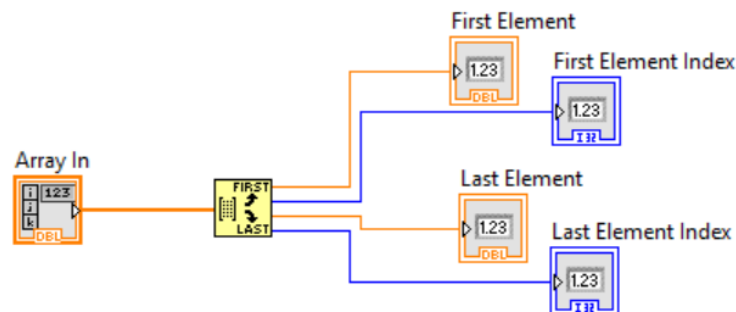 First Element
1.23
DBL
First Element Index
1.23
I32
Array In
i 123
j
k
DBL
FIRST
LAST
Last Element
1.23
DBL
Last Element Index
1.23
I32